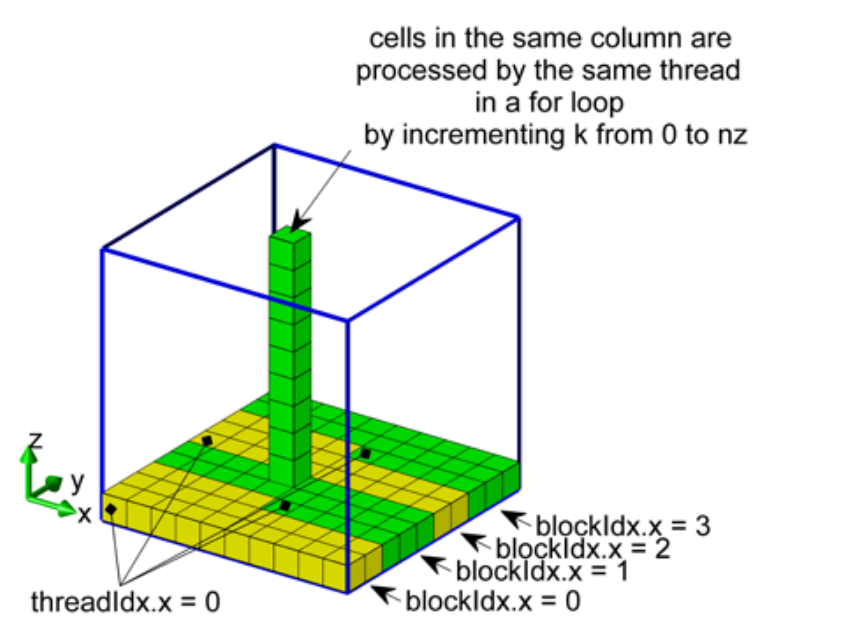 cells in the same column are
processed by the same thread
in a for loop
by incrementing k from 0 to nz
z
y
x
blockIdx.x = 3
blockIdx.x = 2
blockIdx.x = 1
blockIdx.x = 0
threadIdx.x = 0